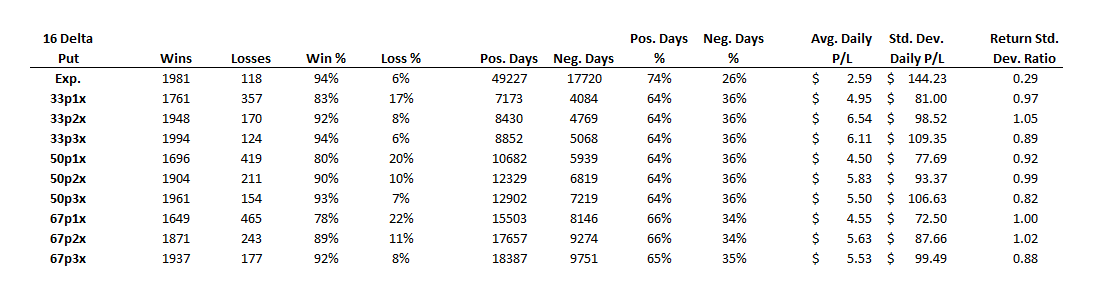 16 Delta Pos. Days Neg. Days Avg. Daily Std. Dev. Return Std.
Put Wins Losses Win % Loss % Pos. Days Neg. Days % % P/L Daily P/L Dev. Ratio
Exp. 1981 118 94% 6% 49227 17720 74% 26% $ 2.59 $ 144.23 0.29
33p1x 1761 357 83% 17% 7173 4084 64% 36% $ 4.95 $ 81.00 0.97
33p2x 1948 170 92% 8% 8430 4769 64% 36% $ 6.54 $ 98.52 1.05
33p3x 1994 124 94% 6% 8852 5068 64% 36% $ 6.11 $ 109.35 0.89
50p1x 1696 419 80% 20% 10682 5939 64% 36% $ 4.50 $ 77.69 0.92
50p2x 1904 211 90% 10% 12329 6819 64% 36% $ 5.83 $ 93.37 0.99
50p3x 1961 154 93% 7% 12902 7219 64% 36% $ 5.50 $ 106.63 0.82
67p1x 1649 465 78% 22% 15503 8146 66% 34% $ 4.55 $ 72.50 1.00
67p2x 1871 243 89% 11% 17657 9274 66% 34% $ 5.63 $ 87.66 1.02
67p3x 1937 177 92% 8% 18387 9751 65% 35% $ 5.53 $ 99.49 0.88